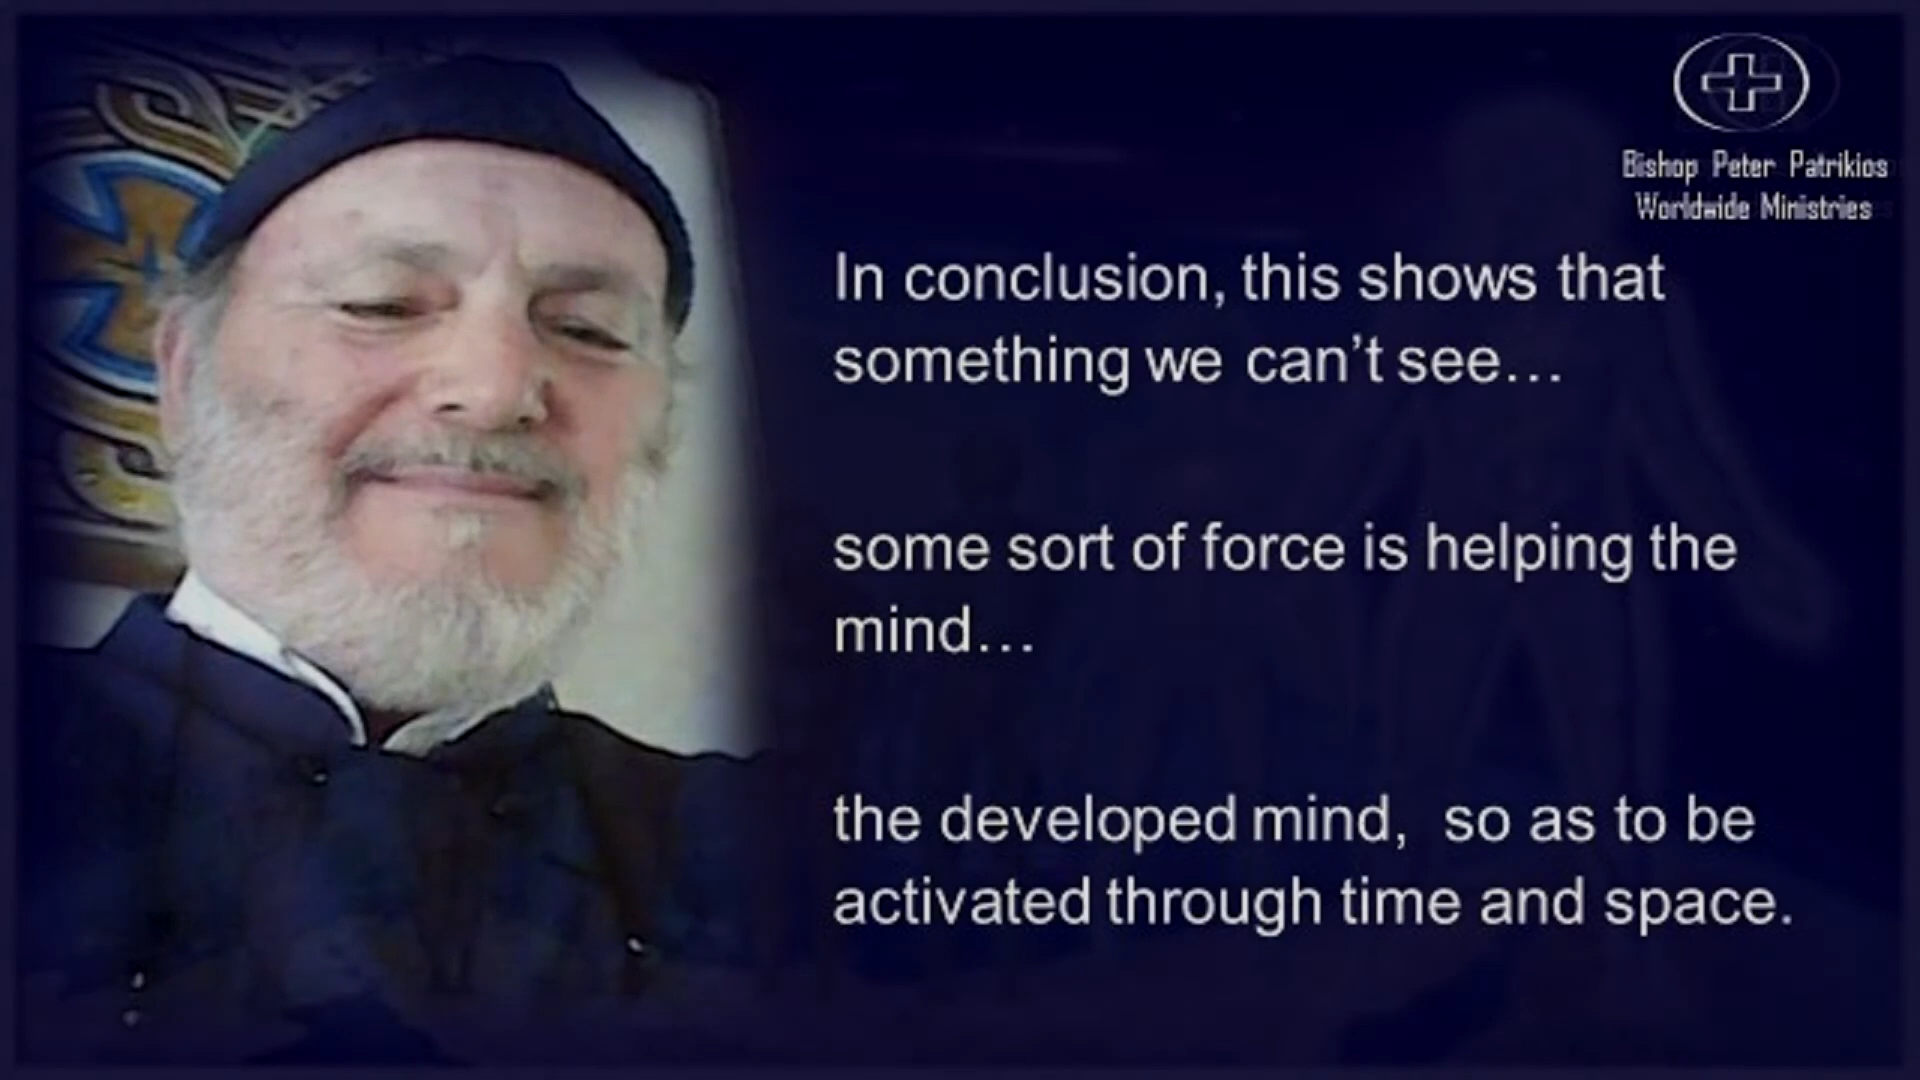 Bishop Peter Patrikios
Worldwide Ministries
In conclusion, this shows that
something we can't see…
some sort of force is helping the
mind…
the developed mind, so as to be
activated through time and space.